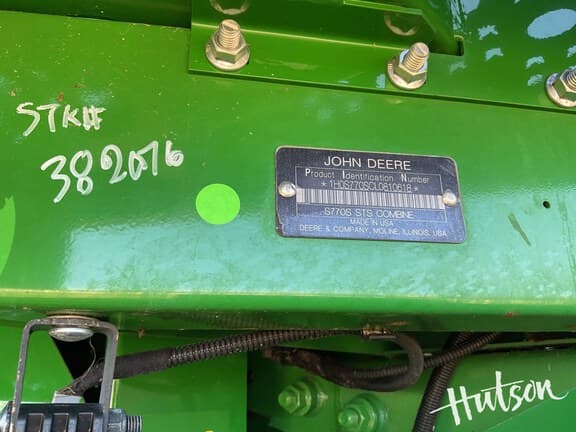 STK#
382076
JOHN DEERE
Product Identification Number
*1H0S770SCL0810618*
S770S STS COMBINE
MADE IN USA
DEERE & COMPANY, MOLINE, ILLINOIS, USA
Hutson